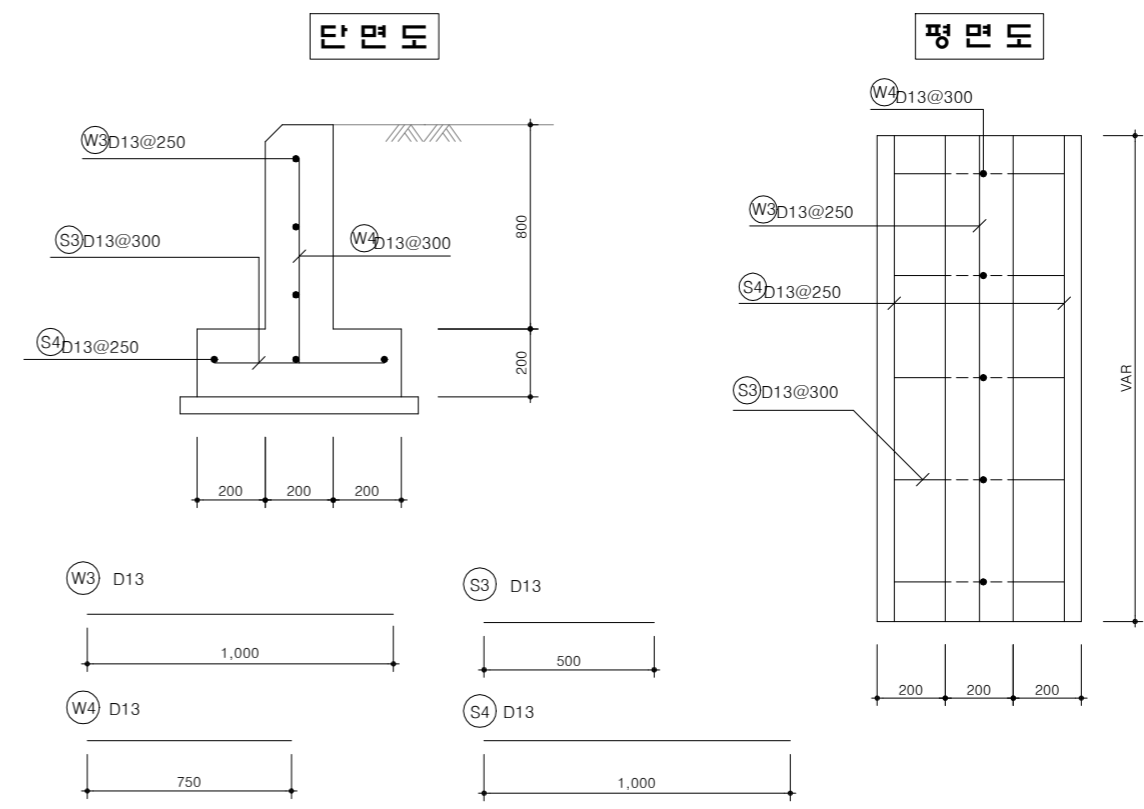 단 면 도
평 면 도
W4 D13@300
W3 D13@250
W3 D13@250
S3 D13@300
W4 D13@300
800
S4 D13@250
S4 D13@250
200
S3 D13@300
VAR
200 200 200
W3 D13
1,000
S3 D13
500
200 200 200
W4 D13
750
S4 D13
1,000